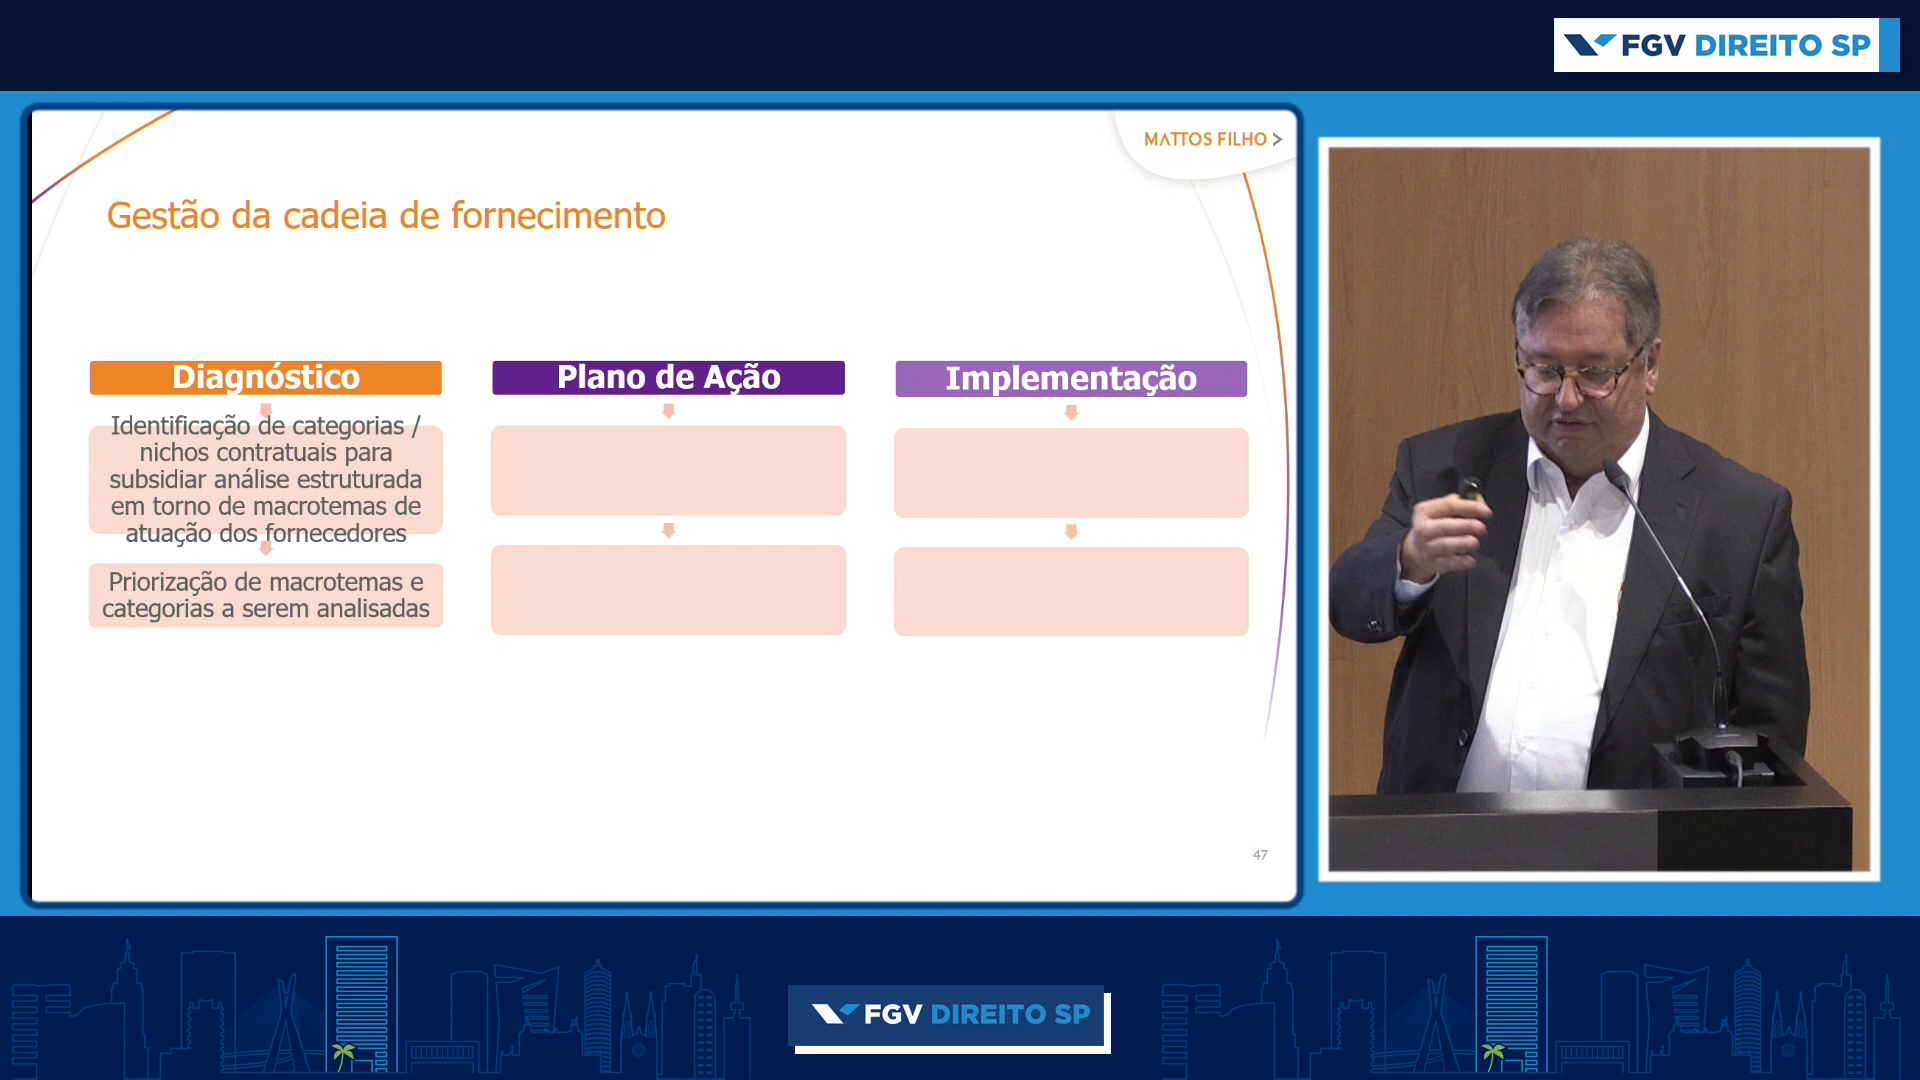 FGV DIREITO SP
MATTOS FILHO >
Gestão da cadeia de fornecimento
Diagnóstico
Identificação de categorias /
nichos contratuais para
subsidiar análise estruturada
em torno de macrotemas de
atuação dos fornecedores
Priorização de macrotemas e
categorias a serem analisadas
Plano de Ação
Implementação
47
FGV DIREITO SP